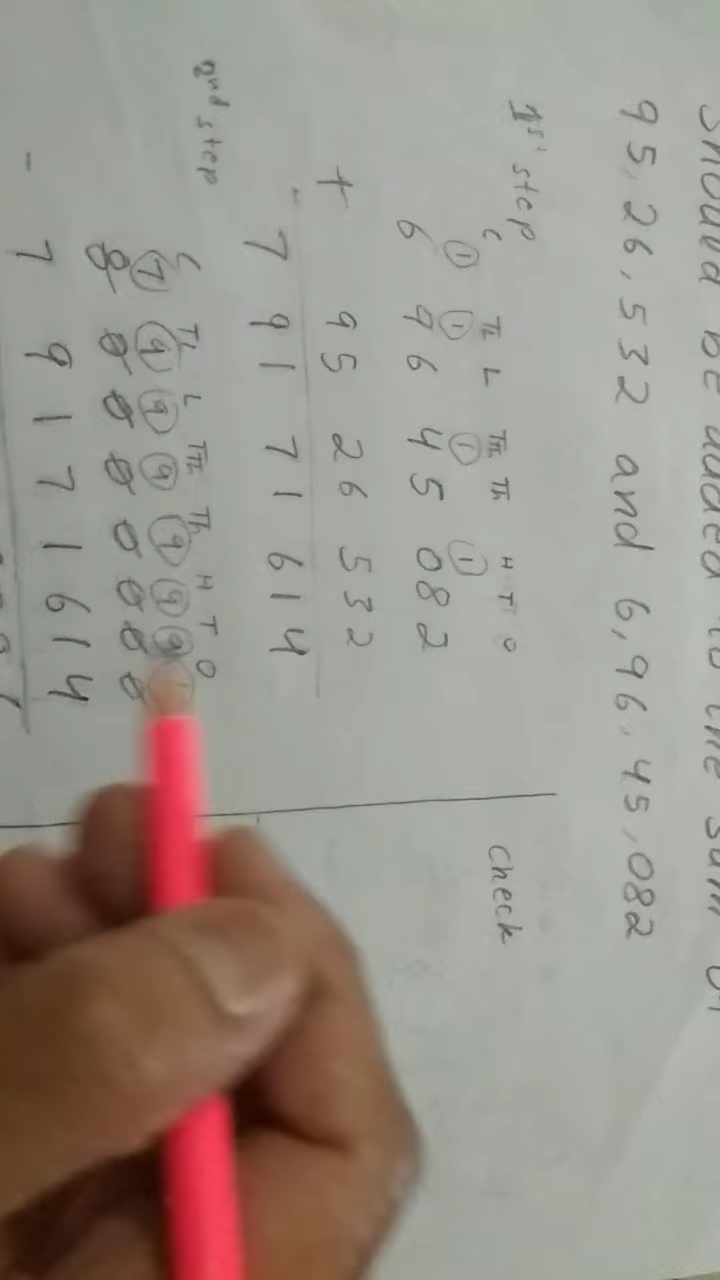 should be added to the sum of
95,26,532 and 6,96,45,082
1st step
C TL L TTh Th H T O
1 1 1 1
6 9 6 4 5 0 8 2
+ 9 5 2 6 5 3 2
7 9 1 7 1 6 1 4
Check
2nd step
C TL L TTh Th H T O
7 9 9 9 9 9 9
8 0 0 0 0 0 0 0
- 7 9 1 7 1 6 1 4